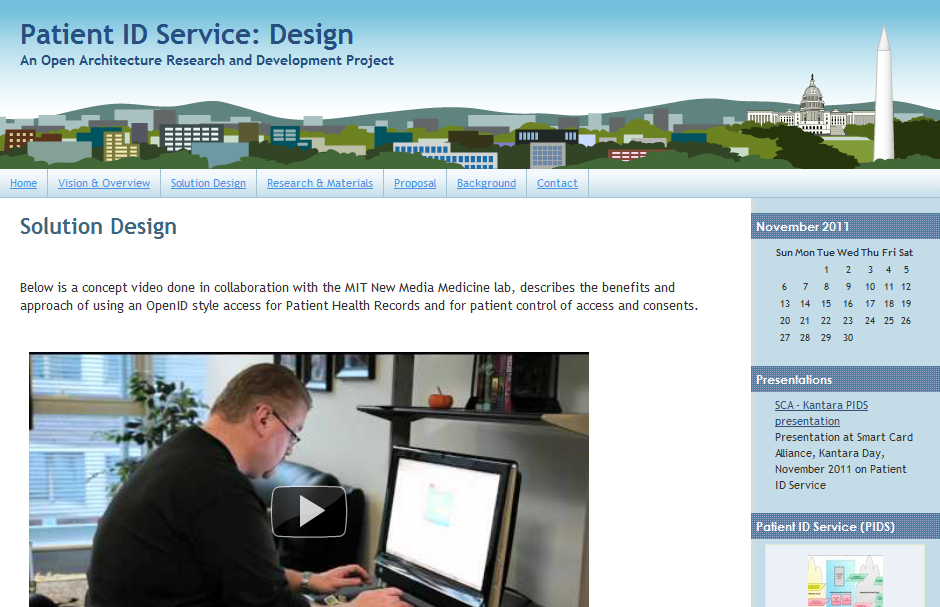 Patient ID Service: Design
An Open Architecture Research and Development Project
Home Vision & Overview Solution Design Research & Materials Proposal Background Contact
Solution Design
Below is a concept video done in collaboration with the MIT New Media Medicine lab, describes the benefits and
approach of using an OpenID style access for Patient Health Records and for patient control of access and consents.
November 2011
Sun Mon Tue Wed Thu Fri Sat
1 2 3 4 5
6 7 8 9 10 11 12
13 14 15 16 17 18 19
20 21 22 23 24 25 26
27 28 29 30
Presentations
SCA - Kantara PIDS
presentation
Presentation at Smart Card
Alliance, Kantara Day,
November 2011 on Patient
ID Service
Patient ID Service (PIDS)